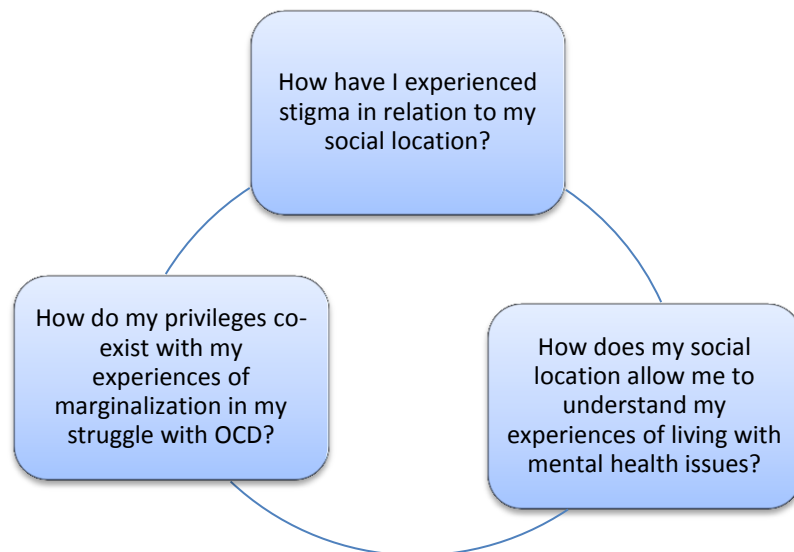 How have I experienced
stigma in relation to my
social location?
How do my privileges co-
exist with my
experiences of
marginalization in my
struggle with OCD?
How does my social
location allow me to
understand my
experiences of living with
mental health issues?